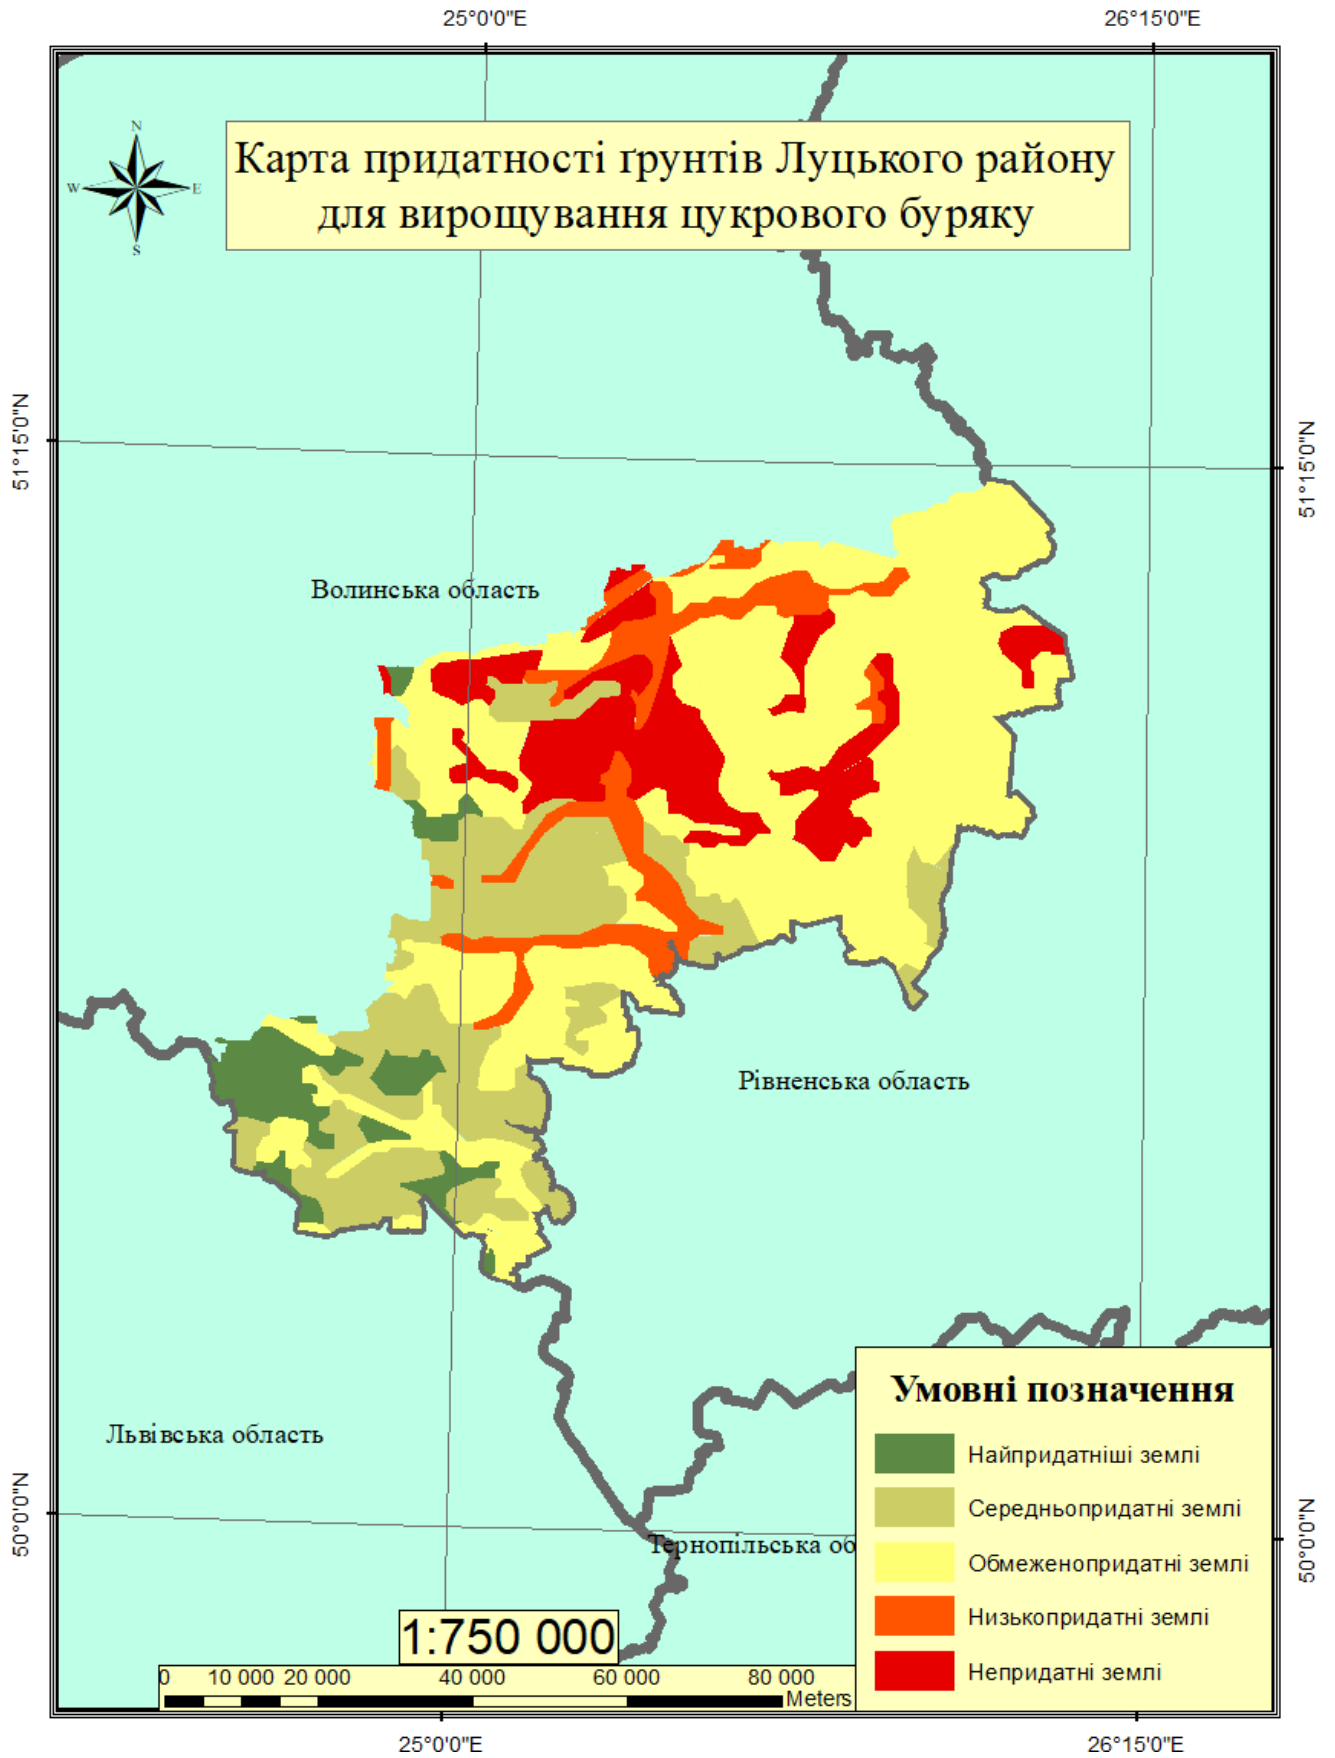 25°0'0"E
26°15'0"E
N
W
E
S
Карта придатності ґрунтів Луцького району
для вирощування цукрового буряку
51°15'0"N
51°15'0"N
Волинська область
Рівненська область
Львівська область
50°0'0"N
50°0'0"N
Тернопільська об
Умовні позначення
Найпридатніші землі
Середньопридатні землі
Обмеженопридатні землі
Низькопридатні землі
Непридатні землі
1:750 000
0 10 000 20 000 40 000 60 000 80 000
Meters
25°0'0"E
26°15'0"E